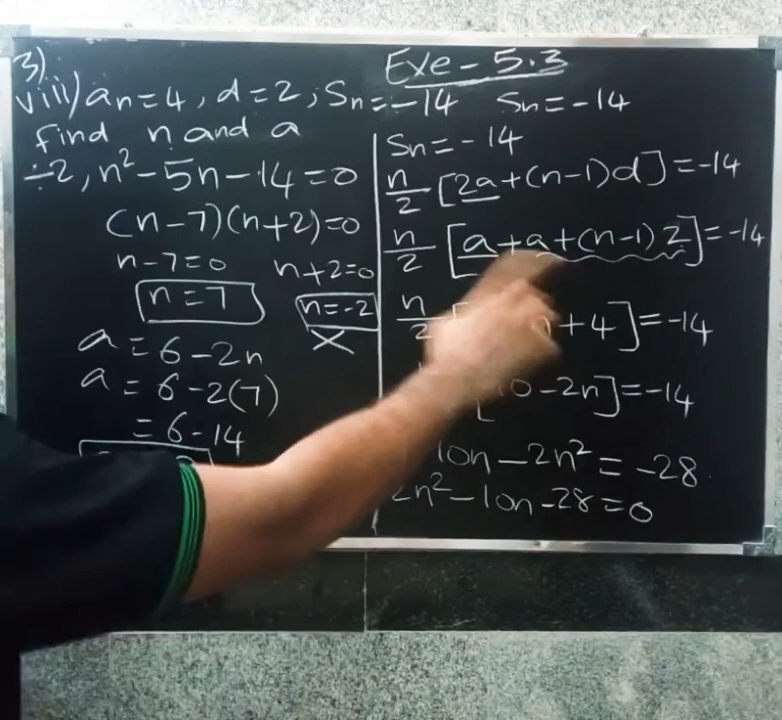 Exe-5.3
3)
viii) an=4, d=2, Sn=-14 Sn=-14
find n and a
÷2, n²-5n-14=0
(n-7)(n+2)=0
n-7=0 n+2=0
n=7 n=-2
×
a=6-2n
a=6-2(7)
=6-14
Sn=-14
n/2 [2a+(n-1)d]=-14
n/2 [a+a+(n-1)2]=-14
n/2 [ +4]=-14
0-2n]=-14
10n-2n²=-28
2n²-10n-28=0